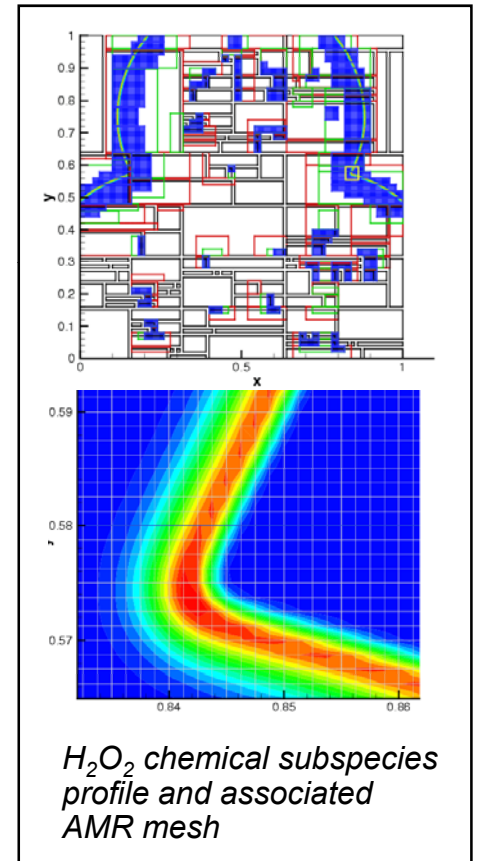 1
0.9
0.8
0.7
0.6
0.5
0.4
0.3
0.2
0.1
0
y
0 0.5 1
x
0.59
0.58
0.57
0.84 0.85 0.86
H₂O₂ chemical subspecies
profile and associated
AMR mesh